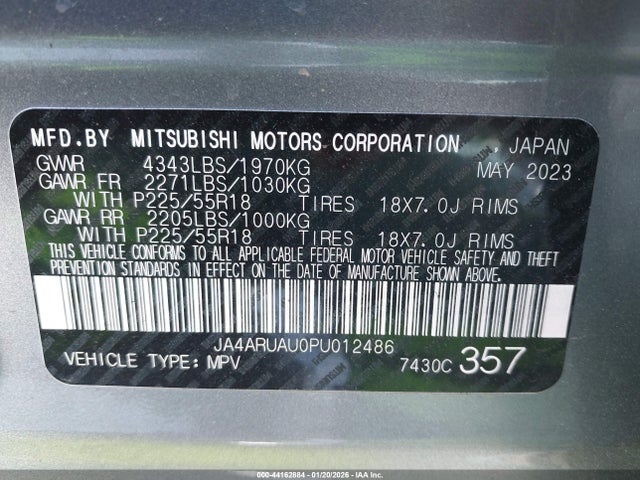 MFD.BY MITSUBISHI MOTORS CORPORATION , JAPAN
GVWR 4343LBS/1970KG MAY 2023
GAWR FR 2271LBS/1030KG
WITH P225/55R18 TIRES 18X7.0J RIMS
GAWR RR 2205LBS/1000KG
WITH P225/55R18 TIRES 18X7.0J RIMS
THIS VEHICLE CONFORMS TO ALL APPLICABLE FEDERAL MOTOR VEHICLE SAFETY AND THEFT
PREVENTION STANDARDS IN EFFECT ON THE DATE OF MANUFACTURE SHOWN ABOVE.
JA4ARUAU0PU012486
VEHICLE TYPE: MPV 7430C 357
000-44162884 - 01/20/2026 - IAA Inc.